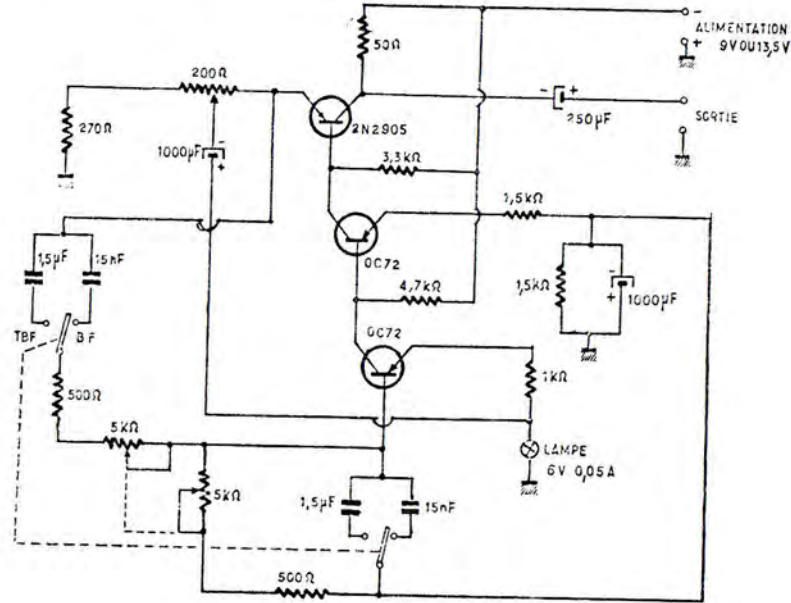 50Ω
-
ALIMENTATION
+
9V OU 13,5V
200Ω
270Ω
2N2905
-
+
250µF
SORTIE
1000µF
-
+
3,3kΩ
1,5kΩ
1,5µF
15nF
OC72
4,7kΩ
1,5kΩ
-
+
1000µF
TBF
BF
OC72
1kΩ
500Ω
5kΩ
LAMPE
6V 0,05A
5kΩ
1,5µF
15nF
500Ω